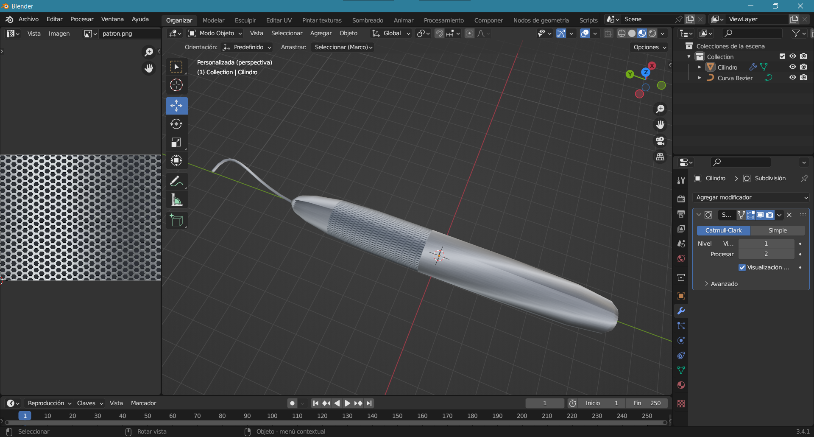 Blender
Archivo Editar Procesar Ventana Ayuda Organizar Modelar Esculpir Editar UV Pintar texturas Sombreado Animar Procesamiento Componer Nodos de geometría Scripts Scene ViewLayer
Vista Imagen patron.png Modo Objeto Vista Seleccionar Agregar Objeto Global
Orientación: Predefinido Arrastrar: Seleccionar (Marco) Opciones
Personalizada (perspectiva)
(1) Collection | Cilindro
Z
Y
X
Colecciones de la escena
Collection
Cilindro
Curva Bezier
Cilindro > Subdivisión
Agregar modificador
S...
Catmull-Clark Simple
Nivel Vi... 1
Procesar 2
Visualización ...
Avanzado
Reproducción Claves Vista Marcador 1 Inicio 1 Fin 250
1 10 20 30 40 50 60 70 80 90 100 110 120 130 140 150 160 170 180 190 200 210 220 230 240 250
Seleccionar Rotar vista Objeto - menú contextual 3.4.1